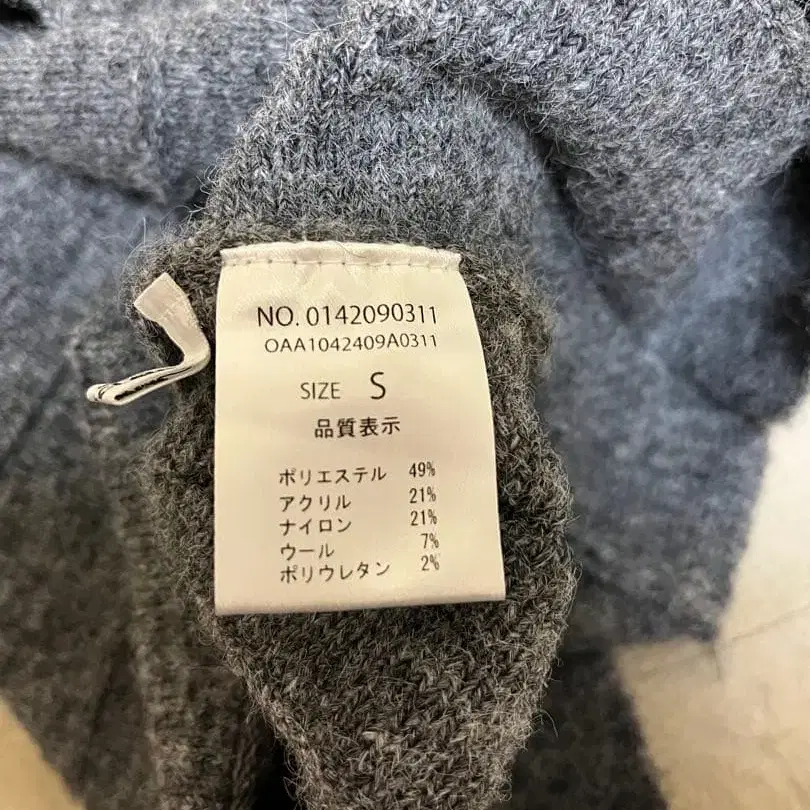 NO. 0142090311
OAA1042409A0311
SIZE S
品質表示
ポリエステル 49%
アクリル 21%
ナイロン 21%
ウール 7%
ポリウレタン 2%